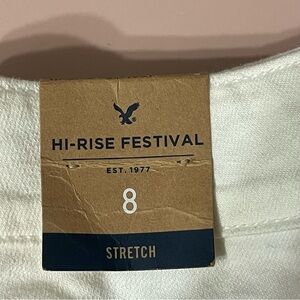 HI-RISE FESTIVAL
EST. 1977
8
STRETCH